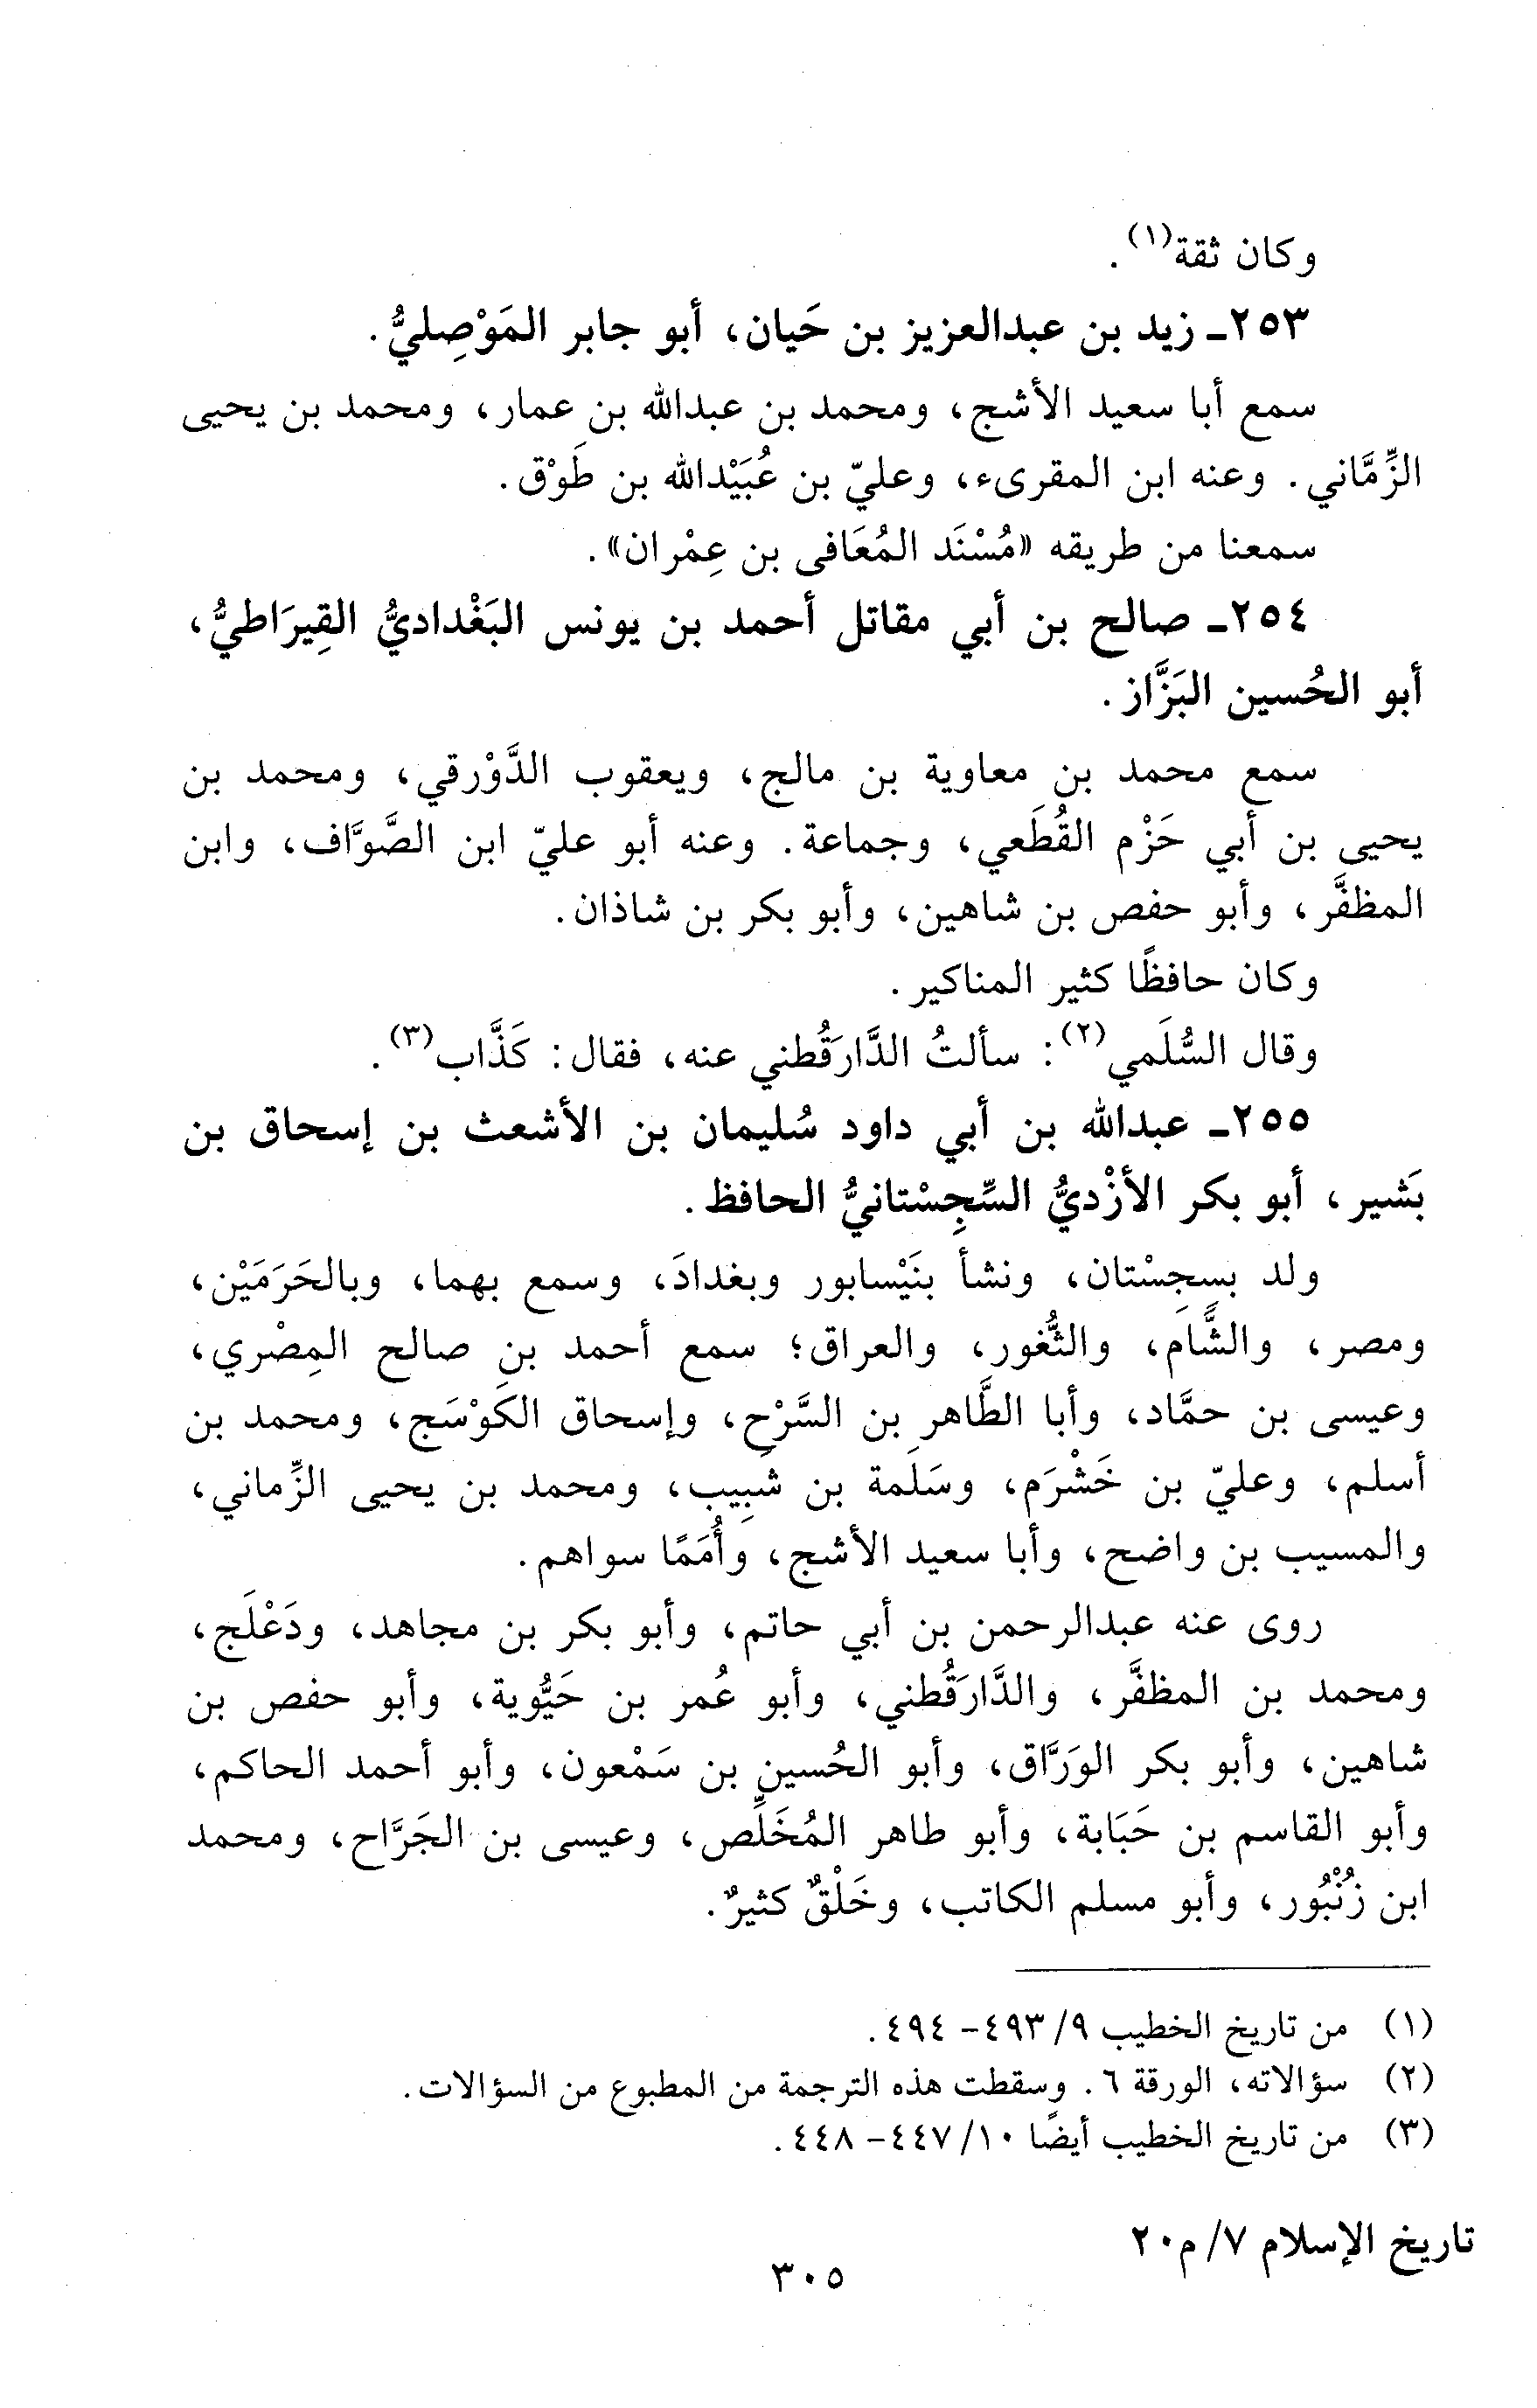 وكان ثقة(١).
٢٥٣ـ زيد بن عبدالعزيز بن حَيان، أبو جابر المَوْصِليُّ.
سمع أبا سعيد الأشج، ومحمد بن عبدالله بن عمار، ومحمد بن يحيى
الزِّمَّاني. وعنه ابن المقرىء، وعليّ بن عُبَيْدالله بن طَوْق.
سمعنا من طريقه «مُسْنَد المُعَافى بن عِمْران».
٢٥٤ـ صالح بن أبي مقاتل أحمد بن يونس البَغْداديُّ القِيرَاطيُّ،
أبو الحُسين البَزَّاز.
سمع محمد بن معاوية بن مالج، ويعقوب الدَّوْرقي، ومحمد بن
يحيى بن أبي حَزْم القُطَعي، وجماعة. وعنه أبو عليّ ابن الصَّوَّاف، وابن
المظفَّر، وأبو حفص بن شاهين، وأبو بكر بن شاذان.
وكان حافظًا كثير المناكير.
وقال السُّلَمي(٢): سألتُ الدَّارَقُطني عنه، فقال: كَذَّاب(٣).
٢٥٥ـ عبدالله بن أبي داود سُليمان بن الأشعث بن إسحاق بن
بَشير، أبو بكر الأزْديُّ السِّجِسْتانيُّ الحافظ.
ولد بسِجِسْتان، ونشأ بنَيْسابور وبغدادَ، وسمع بهما، وبالحَرَمَيْن،
ومصر، والشَّام، والثُّغور، والعراق؛ سمع أحمد بن صالح المِصْري،
وعيسى بن حمَّاد، وأبا الطَّاهر بن السَّرْح، وإسحاق الكَوْسَج، ومحمد بن
أسلم، وعليّ بن خَشْرَم، وسَلَمة بن شَبِيب، ومحمد بن يحيى الزِّماني،
والمسيب بن واضح، وأبا سعيد الأشج، وأُمَمًا سواهم.
روى عنه عبدالرحمن بن أبي حاتم، وأبو بكر بن مجاهد، ودَعْلَج،
ومحمد بن المظفَّر، والدَّارَقُطني، وأبو عُمر بن حَيُّوية، وأبو حفص بن
شاهين، وأبو بكر الوَرَّاق، وأبو الحُسين بن سَمْعون، وأبو أحمد الحاكم،
وأبو القاسم بن حَبَابة، وأبو طاهر المُخَلِّص، وعيسى بن الجَرَّاح، ومحمد
ابن زُنْبُور، وأبو مسلم الكاتب، وخَلْقٌ كثيرٌ.
(١) من تاريخ الخطيب ٩/ ٤٩٣- ٤٩٤.
(٢) سؤالاته، الورقة ٦. وسقطت هذه الترجمة من المطبوع من السؤالات.
(٣) من تاريخ الخطيب أيضًا ١٠/ ٤٤٧- ٤٤٨.
تاريخ الإسلام ٧/ م٢٠
٣٠٥